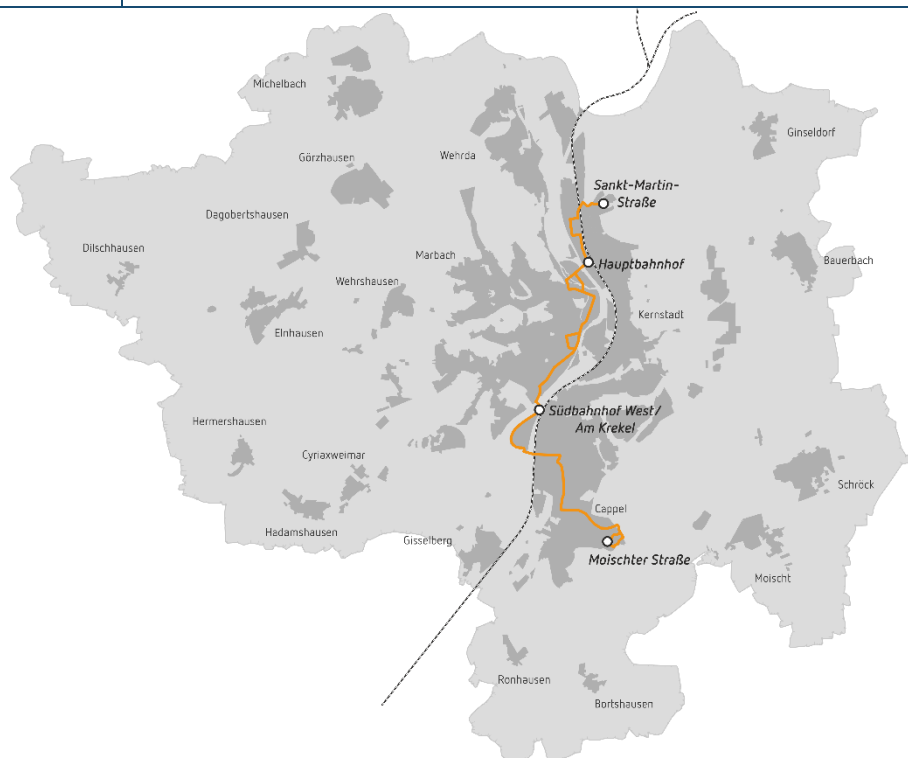 Michelbach
Ginseldorf
Görzhausen
Wehrda
Sankt-Martin-
Straße
Dagobertshausen
Dilschhausen
Marbach
Hauptbahnhof
Bauerbach
Wehrshausen
Kernstadt
Elnhausen
Südbahnhof West/
Am Krekel
Hermershausen
Cyriaxweimar
Schröck
Cappel
Hadamshausen
Gisselberg
Moischter Straße
Moischt
Ronhausen
Bortshausen